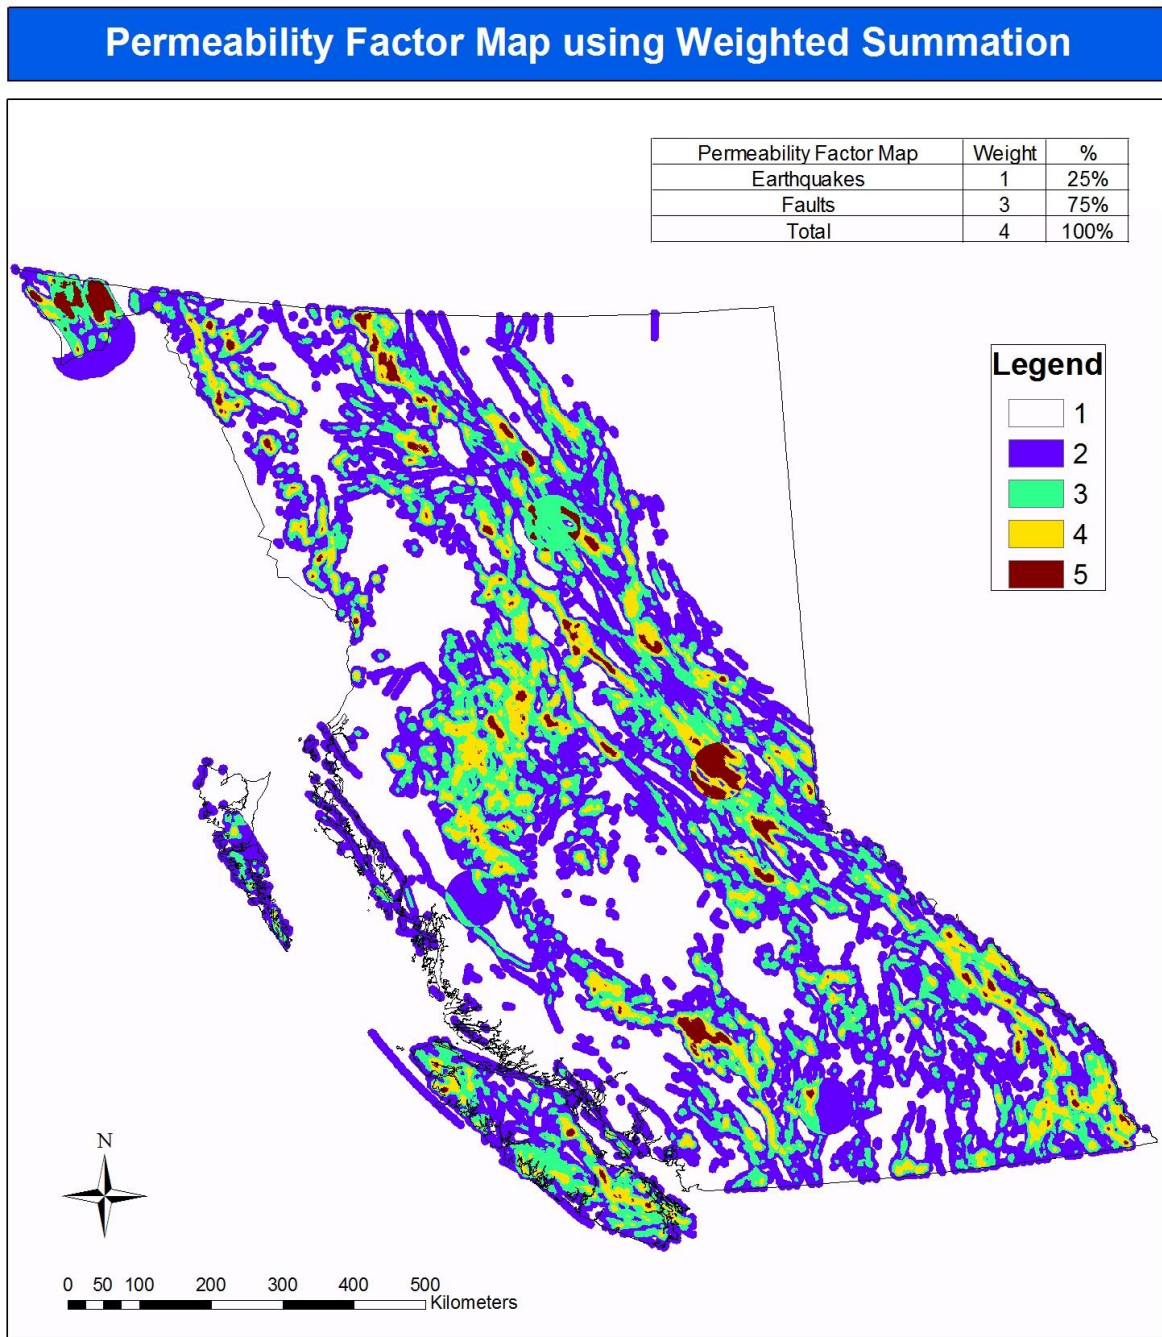 Permeability Factor Map using Weighted Summation
Permeability Factor Map Weight %
Earthquakes 1 25%
Faults 3 75%
Total 4 100%
Legend
1
2
3
4
5
N
0 50 100 200 300 400 500
Kilometers